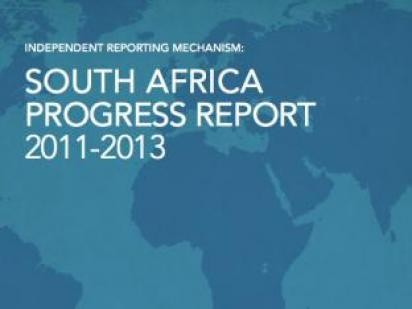 INDEPENDENT REPORTING MECHANISM:
SOUTH AFRICA
PROGRESS REPORT
2011-2013